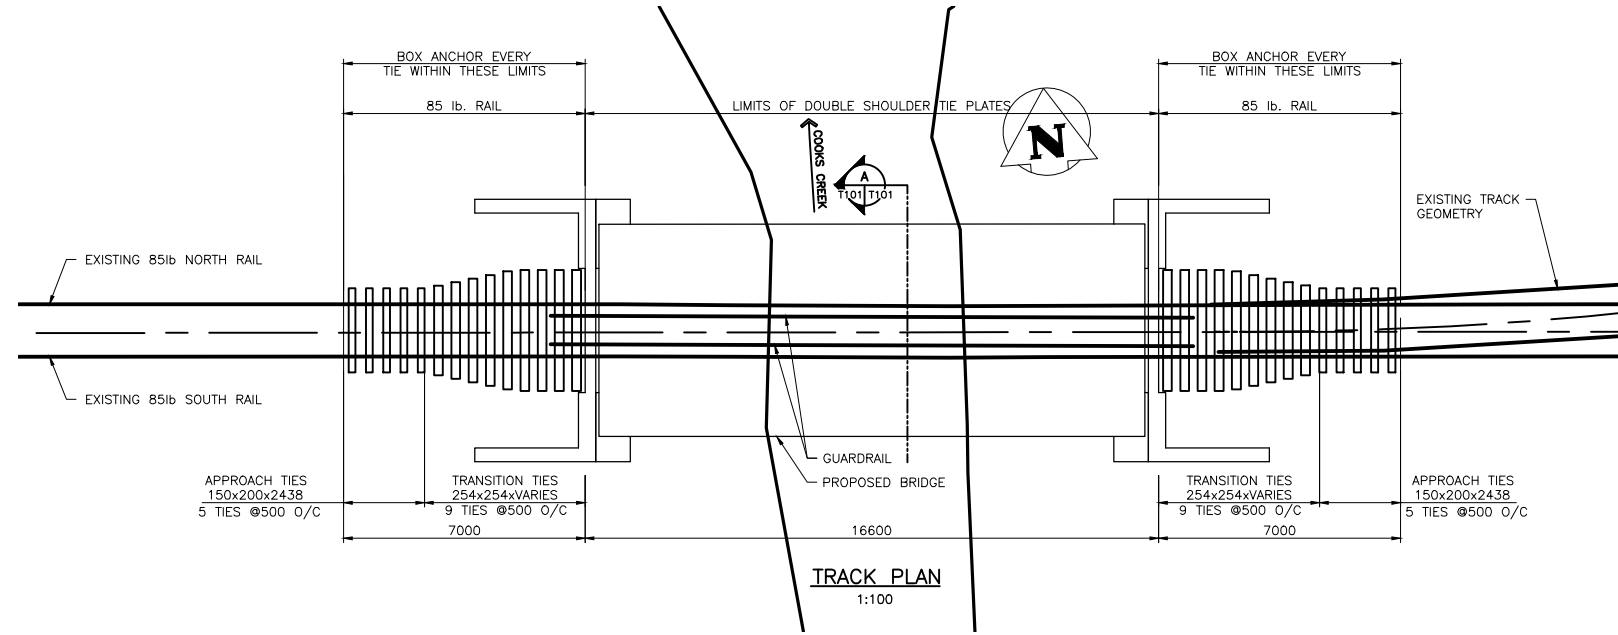 BOX ANCHOR EVERY
TIE WITHIN THESE LIMITS
BOX ANCHOR EVERY
TIE WITHIN THESE LIMITS
85 lb. RAIL
LIMITS OF DOUBLE SHOULDER TIE PLATES
85 lb. RAIL
N
COOKS CREEK
A
T101 T101
EXISTING TRACK
GEOMETRY
EXISTING 85lb NORTH RAIL
EXISTING 85lb SOUTH RAIL
GUARDRAIL
PROPOSED BRIDGE
APPROACH TIES
150x200x2438
5 TIES @500 O/C
TRANSITION TIES
254x254xVARIES
9 TIES @500 O/C
TRANSITION TIES
254x254xVARIES
9 TIES @500 O/C
APPROACH TIES
150x200x2438
5 TIES @500 O/C
7000
16600
7000
TRACK PLAN
1:100